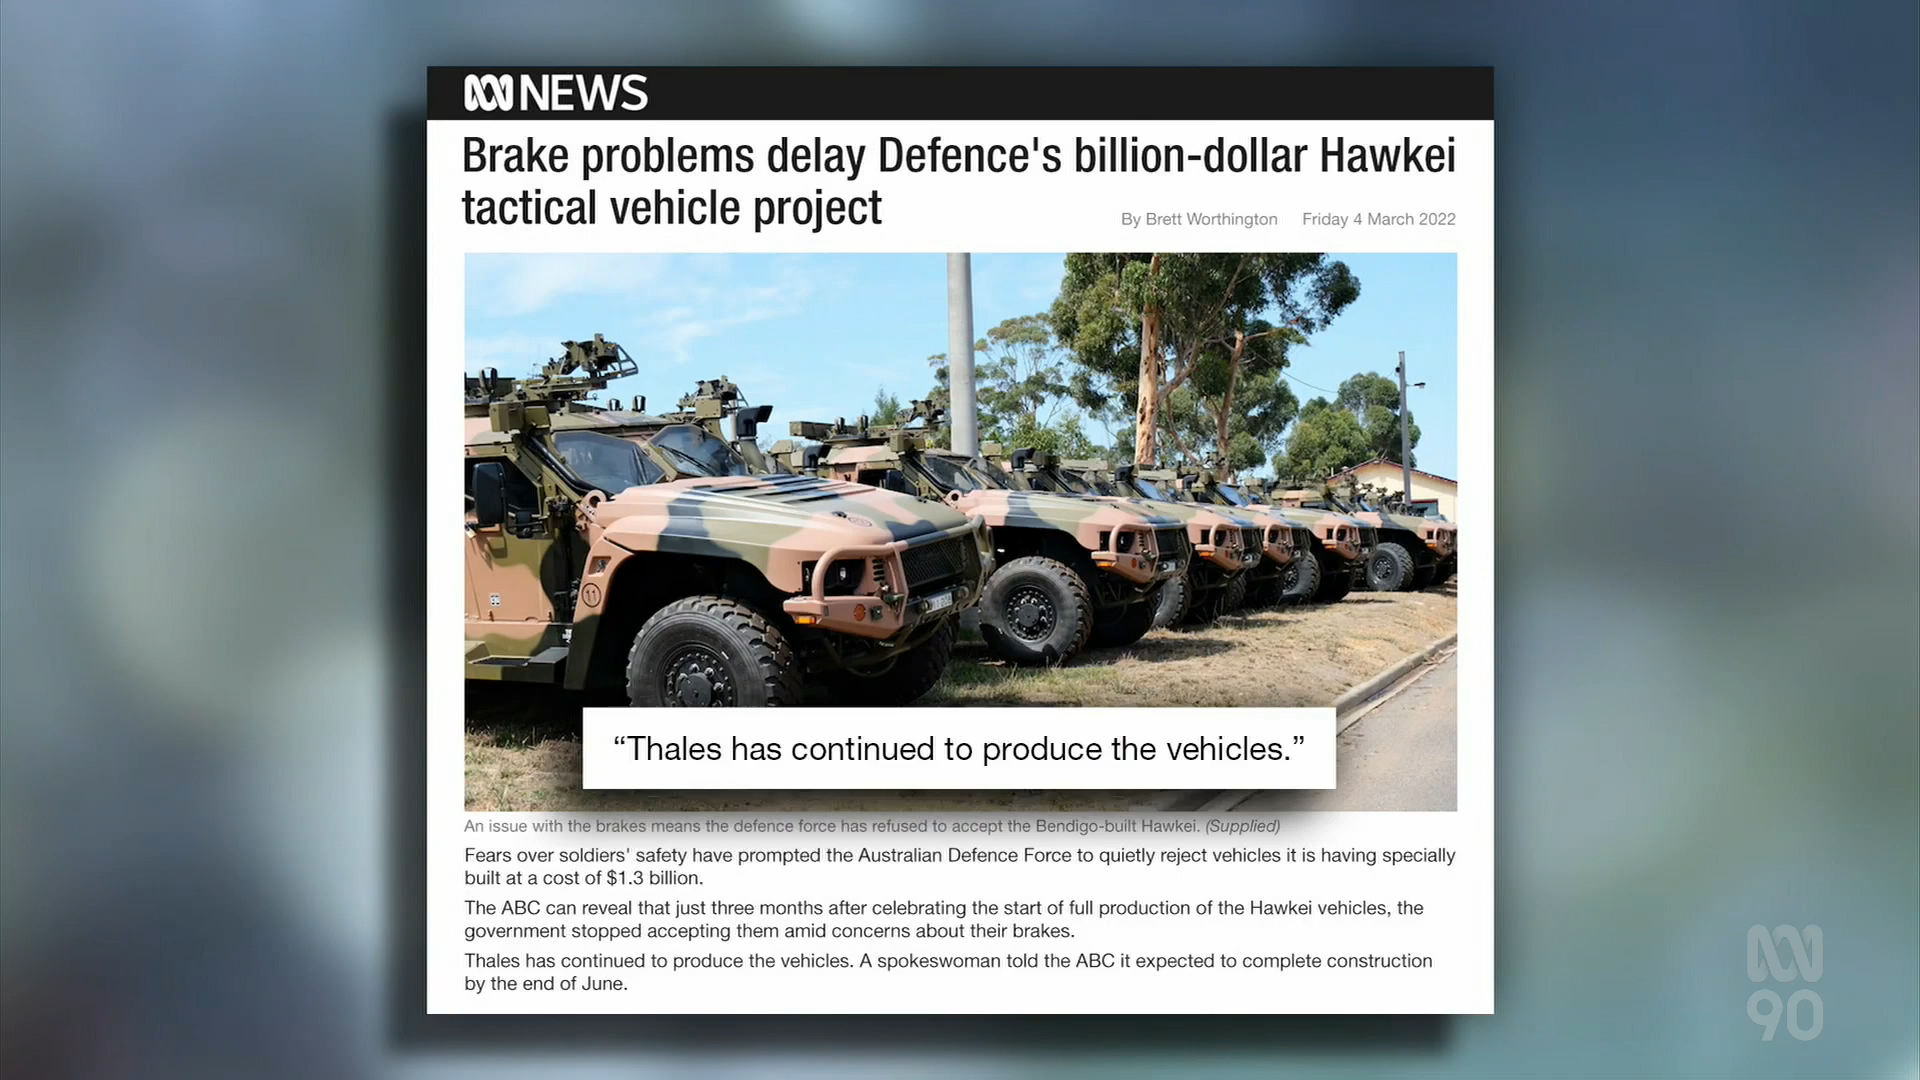 NEWS
Brake problems delay Defence's billion-dollar Hawkei
tactical vehicle project
By Brett Worthington Friday 4 March 2022
11
“Thales has continued to produce the vehicles.”
An issue with the brakes means the defence force has refused to accept the Bendigo-built Hawkei. (Supplied)
Fears over soldiers' safety have prompted the Australian Defence Force to quietly reject vehicles it is having specially
built at a cost of $1.3 billion.
The ABC can reveal that just three months after celebrating the start of full production of the Hawkei vehicles, the
government stopped accepting them amid concerns about their brakes.
Thales has continued to produce the vehicles. A spokeswoman told the ABC it expected to complete construction
by the end of June.
90